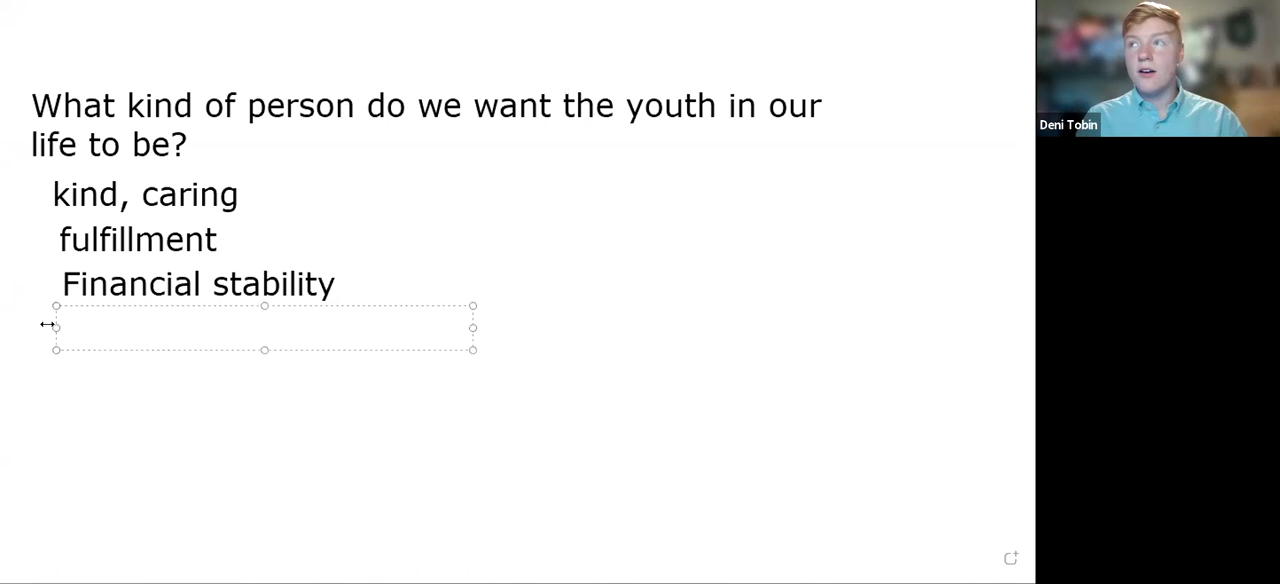 What kind of person do we want the youth in our
life to be?
kind, caring
fulfillment
Financial stability
Deni Tobin